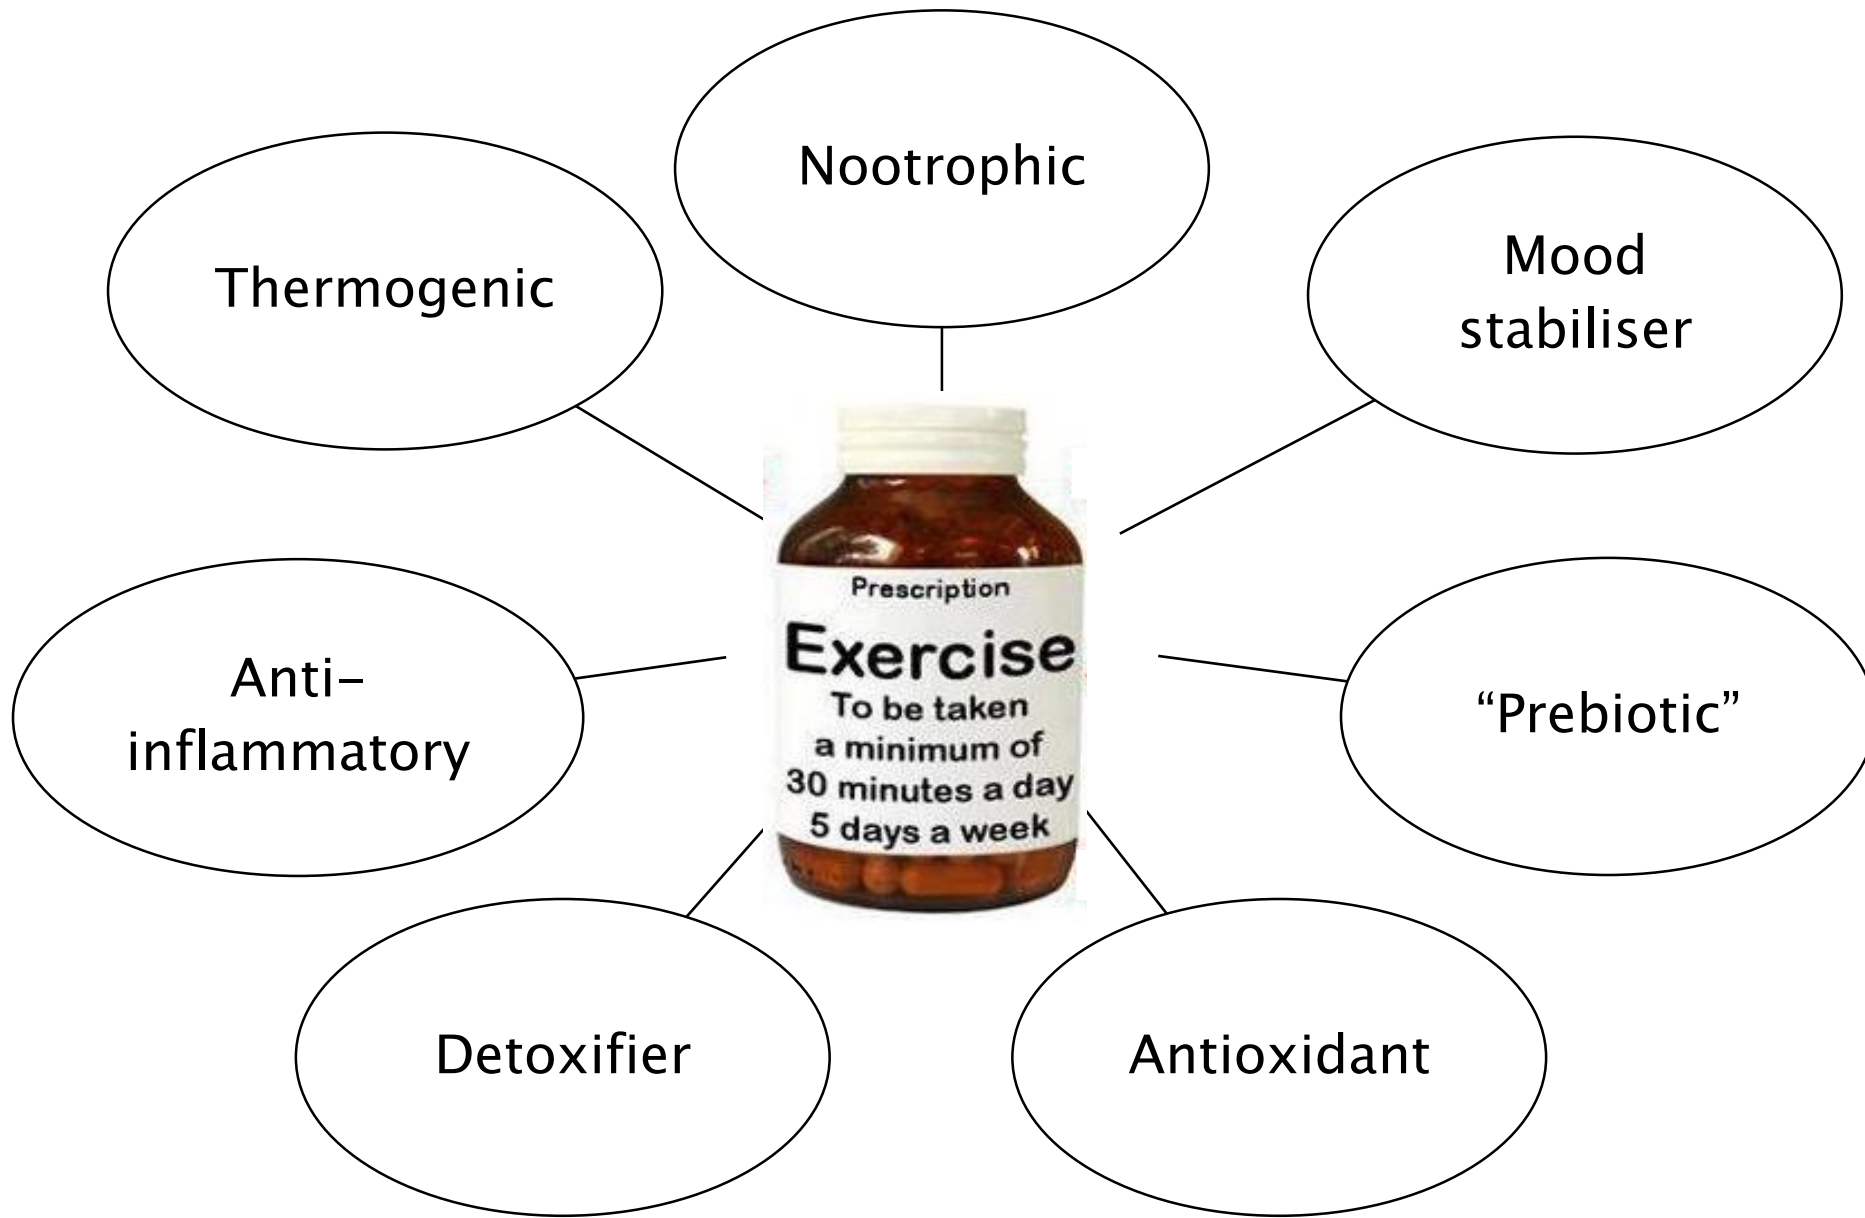 Nootrophic
Thermogenic
Mood
stabiliser
Anti-
inflammatory
Prescription
Exercise
To be taken
a minimum of
30 minutes a day
5 days a week
“Prebiotic”
Detoxifier
Antioxidant